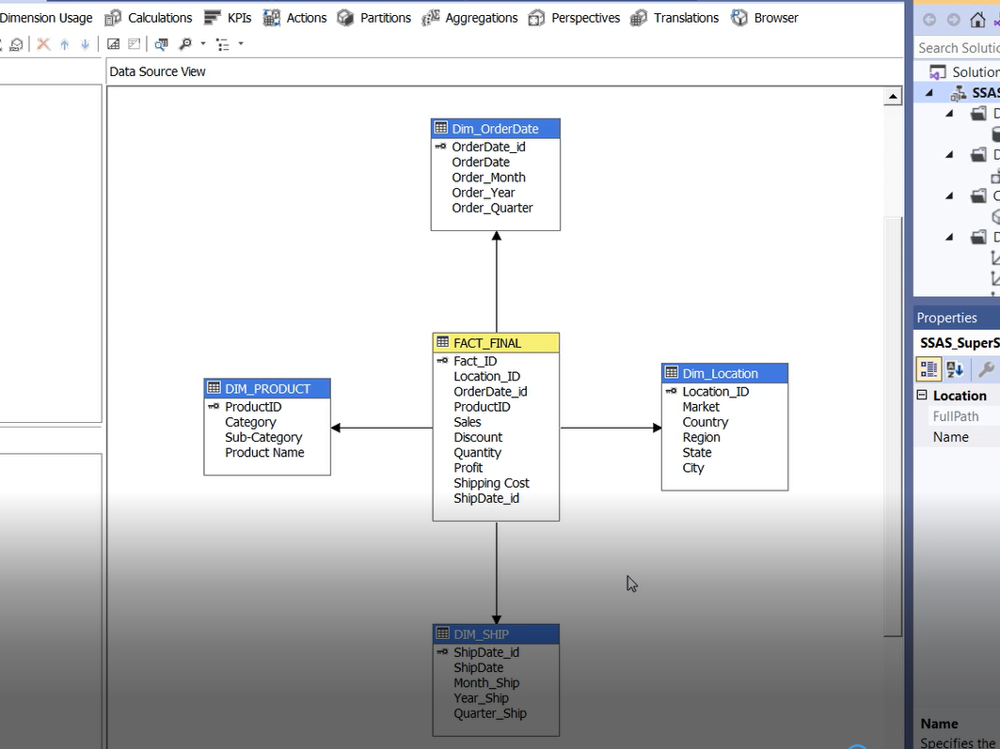 Dimension Usage Calculations KPIs Actions Partitions Aggregations Perspectives Translations Browser
Data Source View
Dim_OrderDate
OrderDate_id
OrderDate
Order_Month
Order_Year
Order_Quarter
FACT_FINAL
Fact_ID
Location_ID
OrderDate_id
ProductID
Sales
Discount
Quantity
Profit
Shipping Cost
ShipDate_id
DIM_PRODUCT
ProductID
Category
Sub-Category
Product Name
Dim_Location
Location_ID
Market
Country
Region
State
City
DIM_SHIP
ShipDate_id
ShipDate
Month_Ship
Year_Ship
Quarter_Ship
Search Solutio
Solution
SSAS
D
D
C
D
Properties
SSAS_SuperS
Location
FullPath
Name
Name
Specifies the